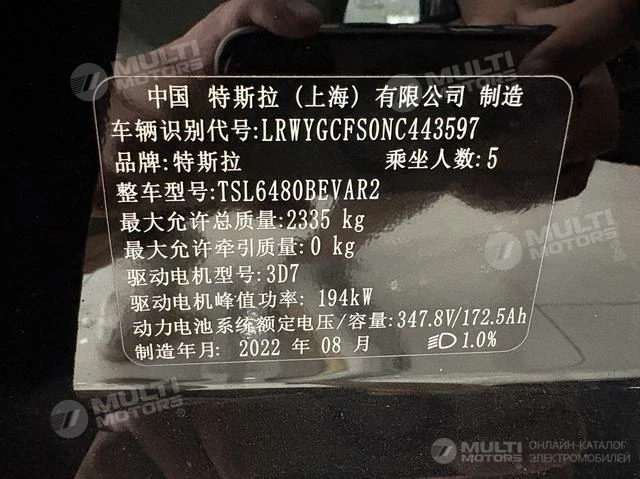 中国 特斯拉 (上海) 有限公司 制造
车辆识别代号:LRWYGCFS0NC443597
品牌:特斯拉 乘坐人数:5
整车型号:TSL6480BEVAR2
最大允许总质量:2335 kg
最大允许牵引质量:0 kg
驱动电机型号:3D7
驱动电机峰值功率: 194kW
动力电池系统额定电压/容量:347.8V/172.5Ah
制造年月: 2022 年 08 月 1.0%
MULTI MOTORS
MULTI MOTORS
MULTI MOTORS
MULTI MOTORS®
MULTI MOTORS
ОНЛАЙН-КАТАЛОГ
ЭЛЕКТРОМОБИЛЕЙ